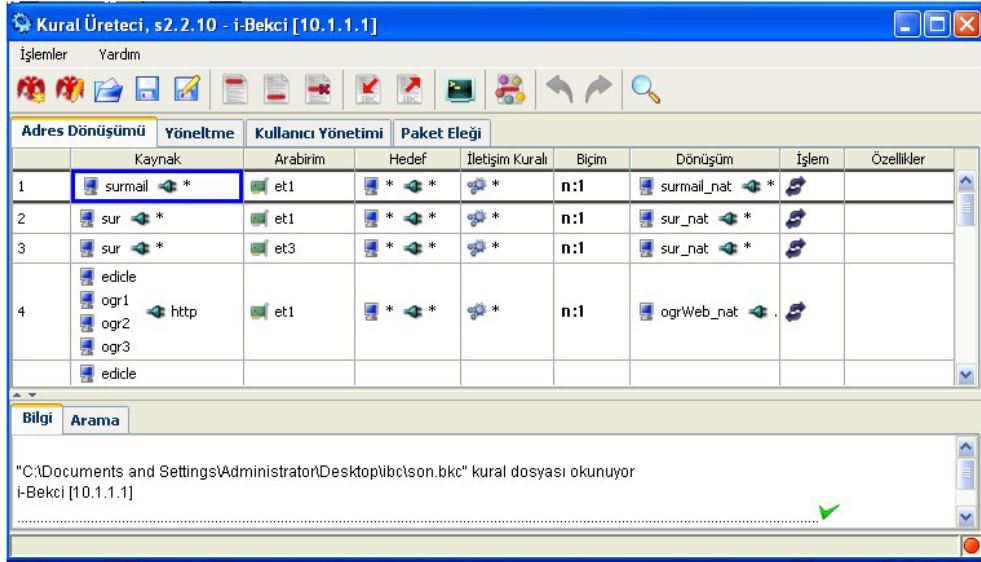 Kural Üreteci, s2.2.10 - i-Bekci [10.1.1.1]
İşlemler Yardım
Adres Dönüşümü Yöneltme Kullanıcı Yönetimi Paket Eleği
Kaynak Arabirim Hedef İletişim Kuralı Biçim Dönüşüm İşlem Özellikler
1 surmail * et1 * * * n:1 surmail_nat *
2 sur * et1 * * * n:1 sur_nat *
3 sur * et3 * * * n:1 sur_nat *
edicle
ogr1
4 http et1 * * * n:1 ogrWeb_nat .
ogr2
ogr3
edicle
Bilgi Arama
"C:\Documents and Settings\Administrator\Desktop\ibc\son.bkc" kural dosyası okunuyor
i-Bekci [10.1.1.1]